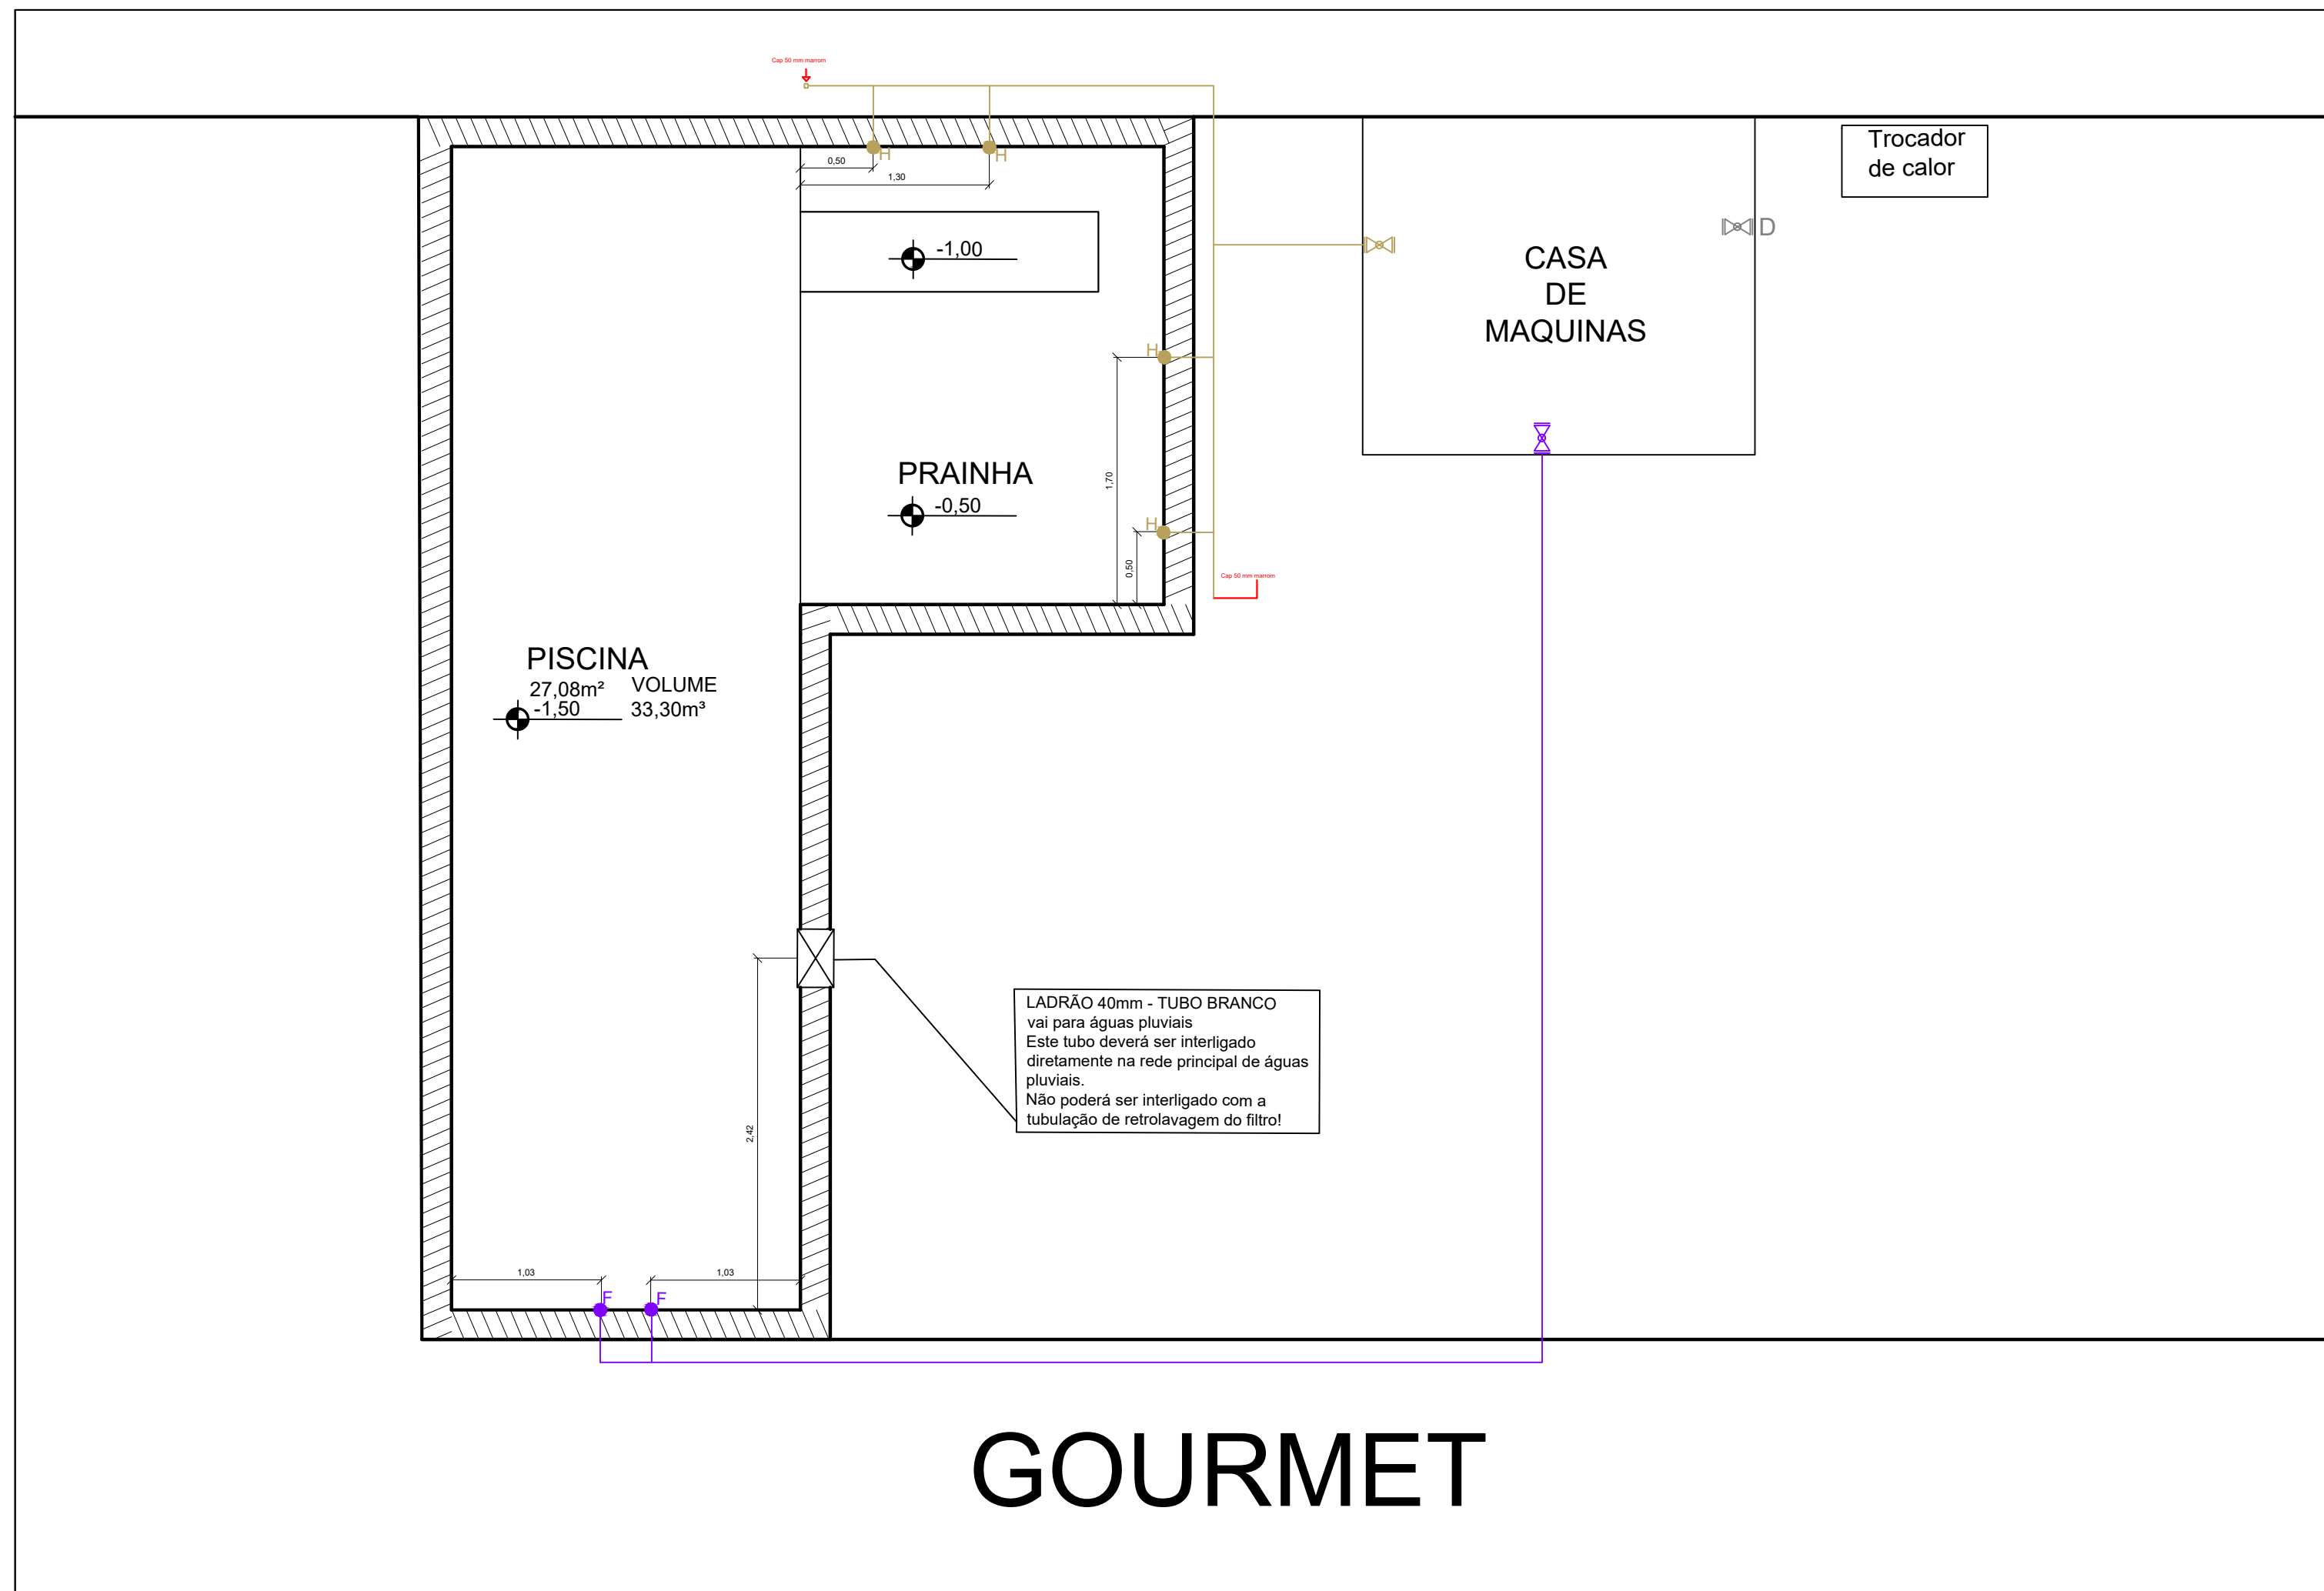 Cap 50 mm marrom
Trocador
de calor
H
H
0,50
1,30
-1,00
D
CASA
DE
MAQUINAS
H
1,70
PRAINHA
-0,50
H
0,50
Cap 50 mm marrom
PISCINA
27,08m² VOLUME
-1,50 33,30m³
LADRÃO 40mm - TUBO BRANCO
vai para águas pluviais
Este tubo deverá ser interligado
diretamente na rede principal de águas
pluviais.
Não poderá ser interligado com a
tubulação de retrolavagem do filtro!
2,42
1,03
1,03
F
F
GOURMET